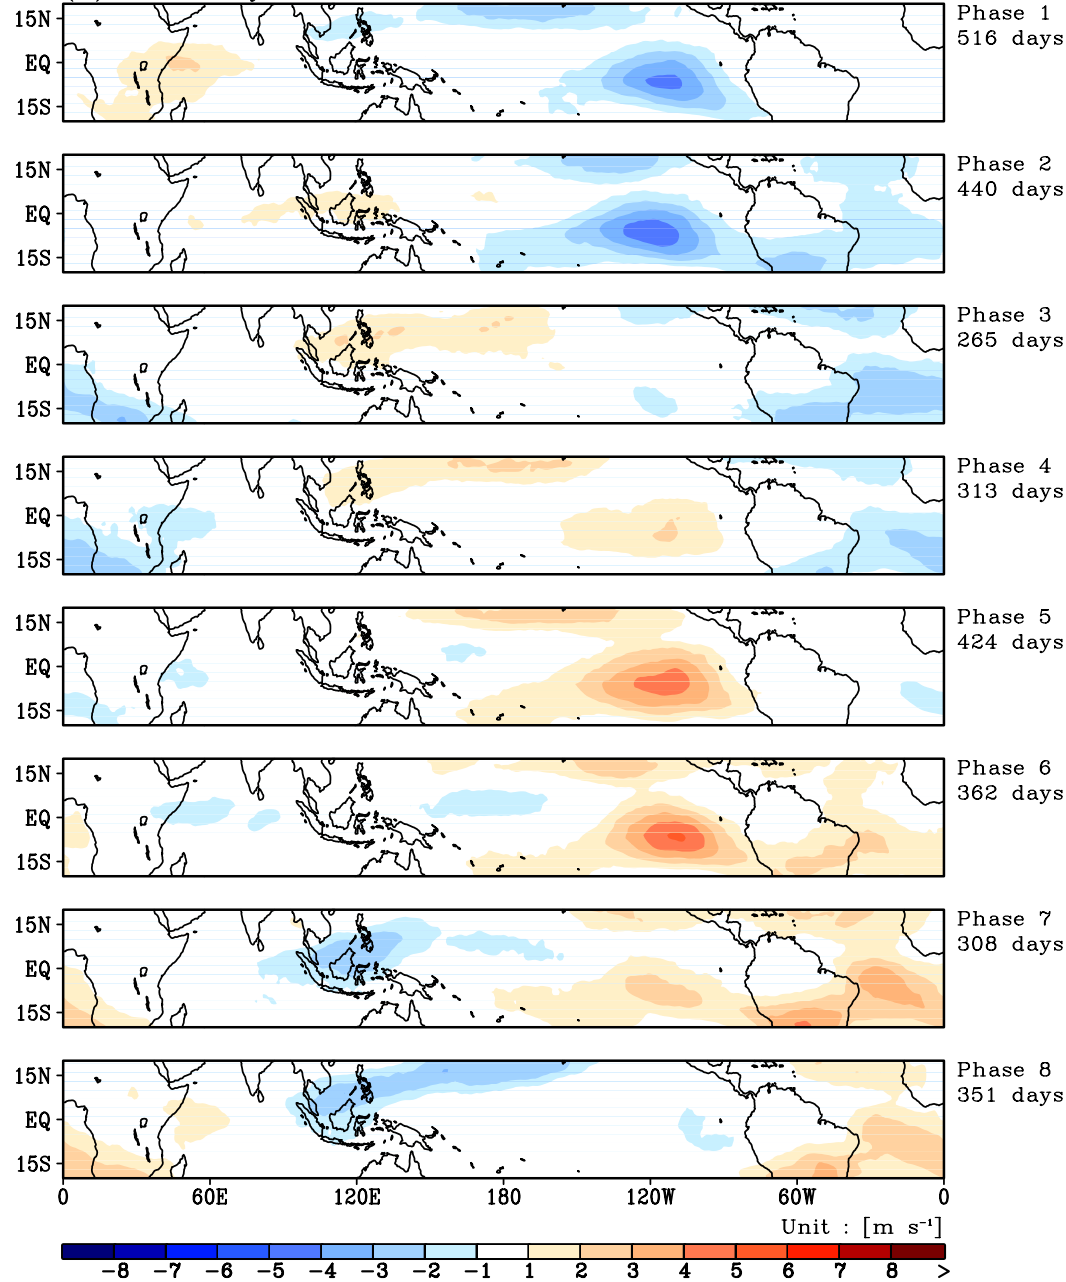 15N
EQ
15S
Phase 1
516 days
15N
EQ
15S
Phase 2
440 days
15N
EQ
15S
Phase 3
265 days
15N
EQ
15S
Phase 4
313 days
15N
EQ
15S
Phase 5
424 days
15N
EQ
15S
Phase 6
362 days
15N
EQ
15S
Phase 7
308 days
15N
EQ
15S
Phase 8
351 days
0 60E 120E 180 120W 60W 0
Unit : [m s⁻¹]
-8 -7 -6 -5 -4 -3 -2 -1 1 2 3 4 5 6 7 8 >